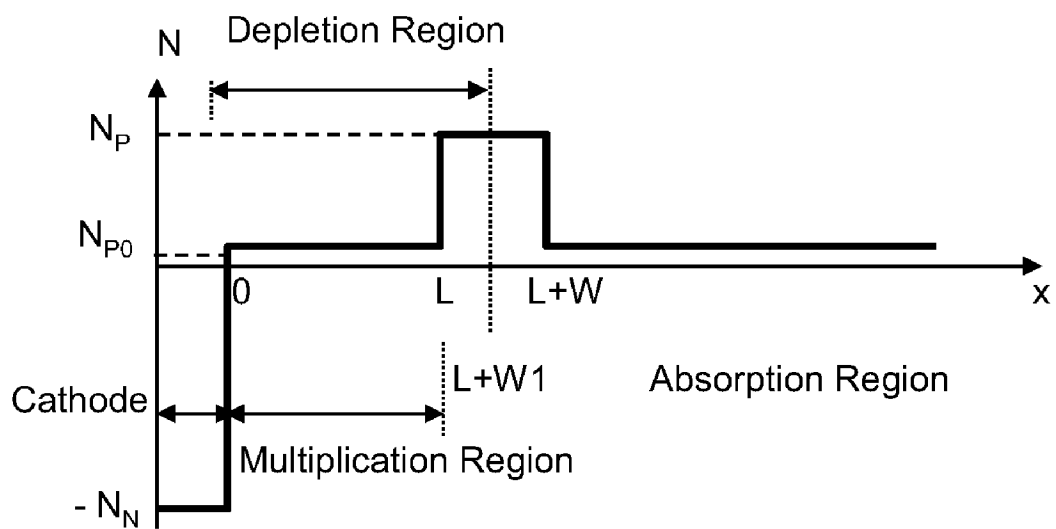 Depletion Region
N
N_P
N_P0
0
L
L+W
x
L+W1
Absorption Region
Cathode
Multiplication Region
- N_N